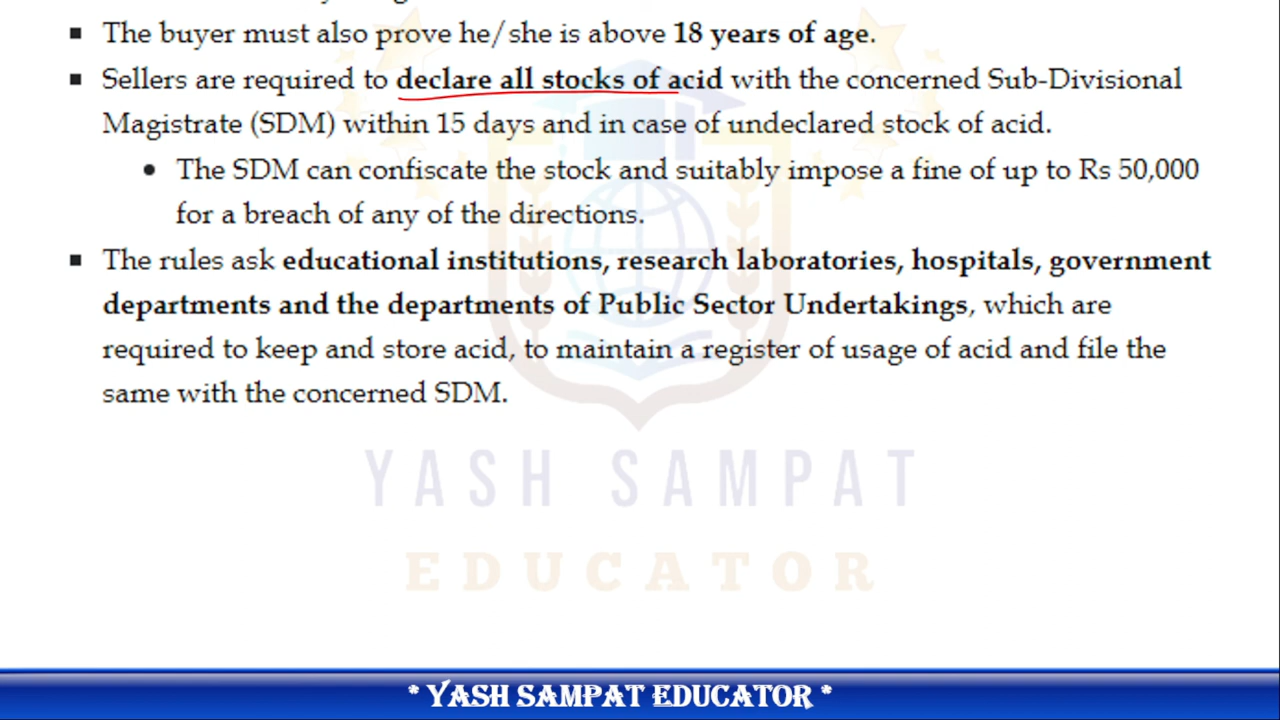 The buyer must also prove he/she is above 18 years of age.
Sellers are required to declare all stocks of acid with the concerned Sub-Divisional
Magistrate (SDM) within 15 days and in case of undeclared stock of acid.
The SDM can confiscate the stock and suitably impose a fine of up to Rs 50,000
for a breach of any of the directions.
The rules ask educational institutions, research laboratories, hospitals, government
departments and the departments of Public Sector Undertakings, which are
required to keep and store acid, to maintain a register of usage of acid and file the
same with the concerned SDM.
YASH SAMPAT
EDUCATOR
* YASH SAMPAT EDUCATOR *